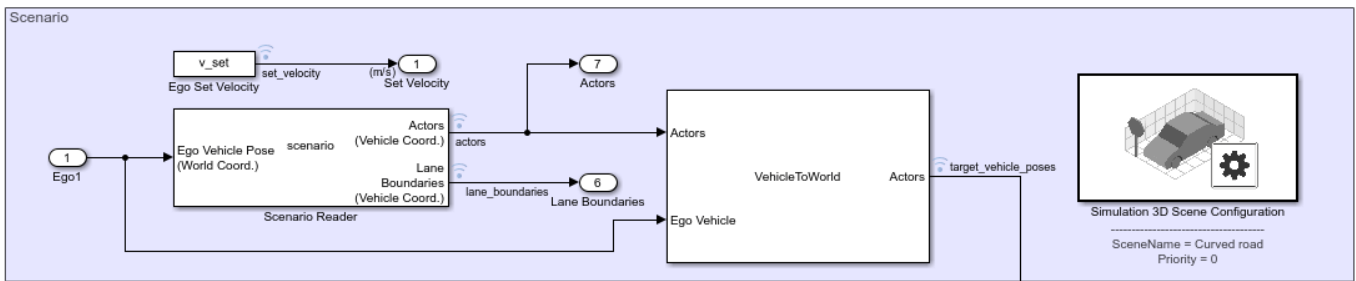 Scenario
v_set
set_velocity
Ego Set Velocity
(m/s)
1
Set Velocity
7
Actors
1
Ego1
Ego Vehicle Pose
(World Coord.)
scenario
Actors
(Vehicle Coord.)
Lane
Boundaries
(Vehicle Coord.)
Scenario Reader
actors
lane_boundaries
6
Lane Boundaries
Actors
Ego Vehicle
VehicleToWorld
Actors
target_vehicle_poses
Simulation 3D Scene Configuration
SceneName = Curved road
Priority = 0